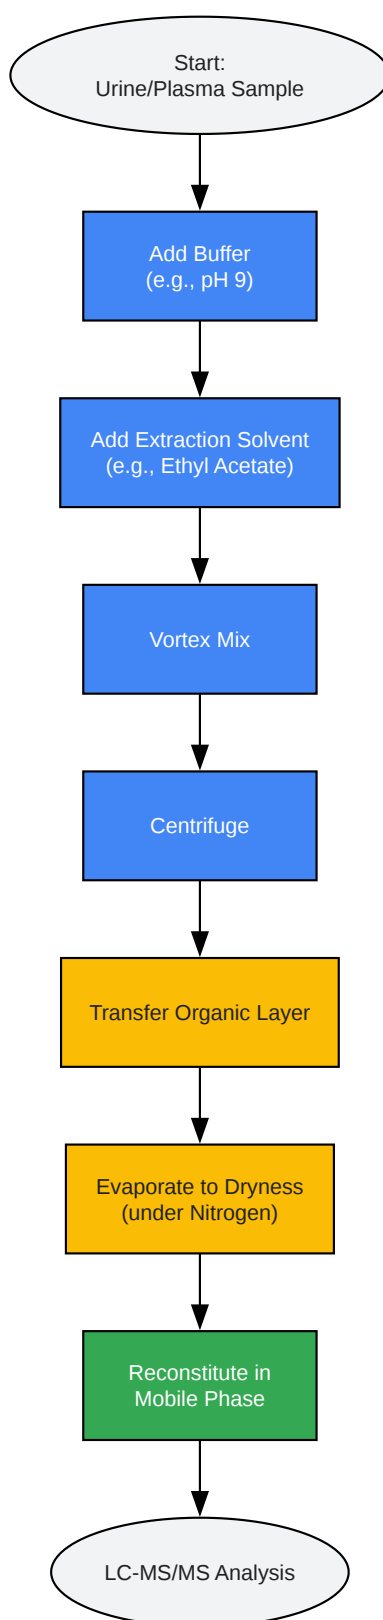 Start:
Urine/Plasma Sample
Add Buffer
(e.g., pH 9)
Add Extraction Solvent
(e.g., Ethyl Acetate)
Vortex Mix
Centrifuge
Transfer Organic Layer
Evaporate to Dryness
(under Nitrogen)
Reconstitute in
Mobile Phase
LC-MS/MS Analysis